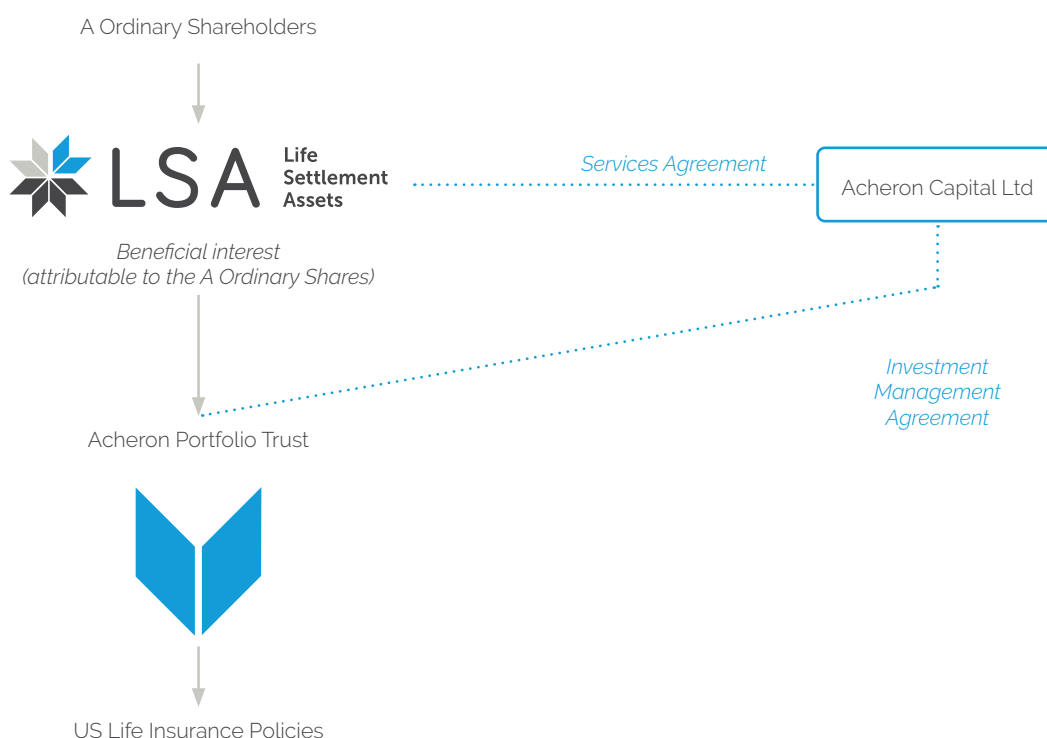 A Ordinary Shareholders
LSA
Life
Settlement
Assets
Services Agreement
Acheron Capital Ltd
Beneficial interest
(attributable to the A Ordinary Shares)
Investment
Management
Agreement
Acheron Portfolio Trust
US Life Insurance Policies